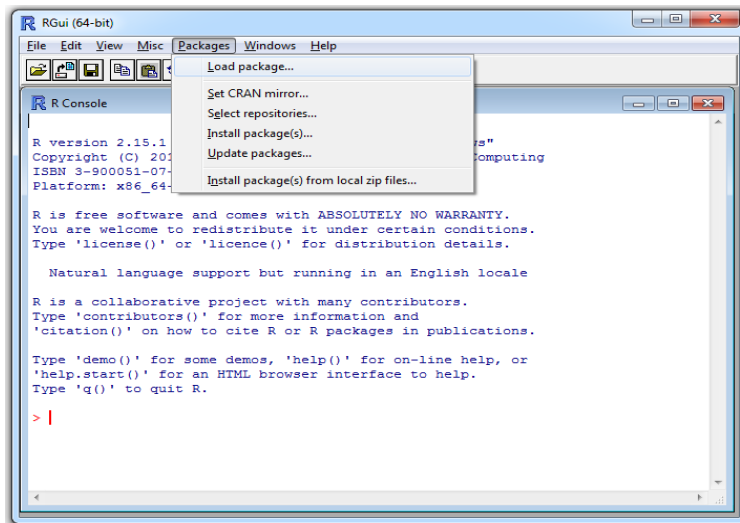 RGui (64-bit)
File Edit View Misc Packages Windows Help
Load package...
Set CRAN mirror...
Select repositories...
Install package(s)...
Update packages...
Install package(s) from local zip files...
R Console
R version 2.15.1
Copyright (C) 20 Computing
ISBN 3-900051-07-
Platform: x86_64-
R is free software and comes with ABSOLUTELY NO WARRANTY.
You are welcome to redistribute it under certain conditions.
Type 'license()' or 'licence()' for distribution details.
Natural language support but running in an English locale
R is a collaborative project with many contributors.
Type 'contributors()' for more information and
'citation()' on how to cite R or R packages in publications.
Type 'demo()' for some demos, 'help()' for on-line help, or
'help.start()' for an HTML browser interface to help.
Type 'q()' to quit R.
>